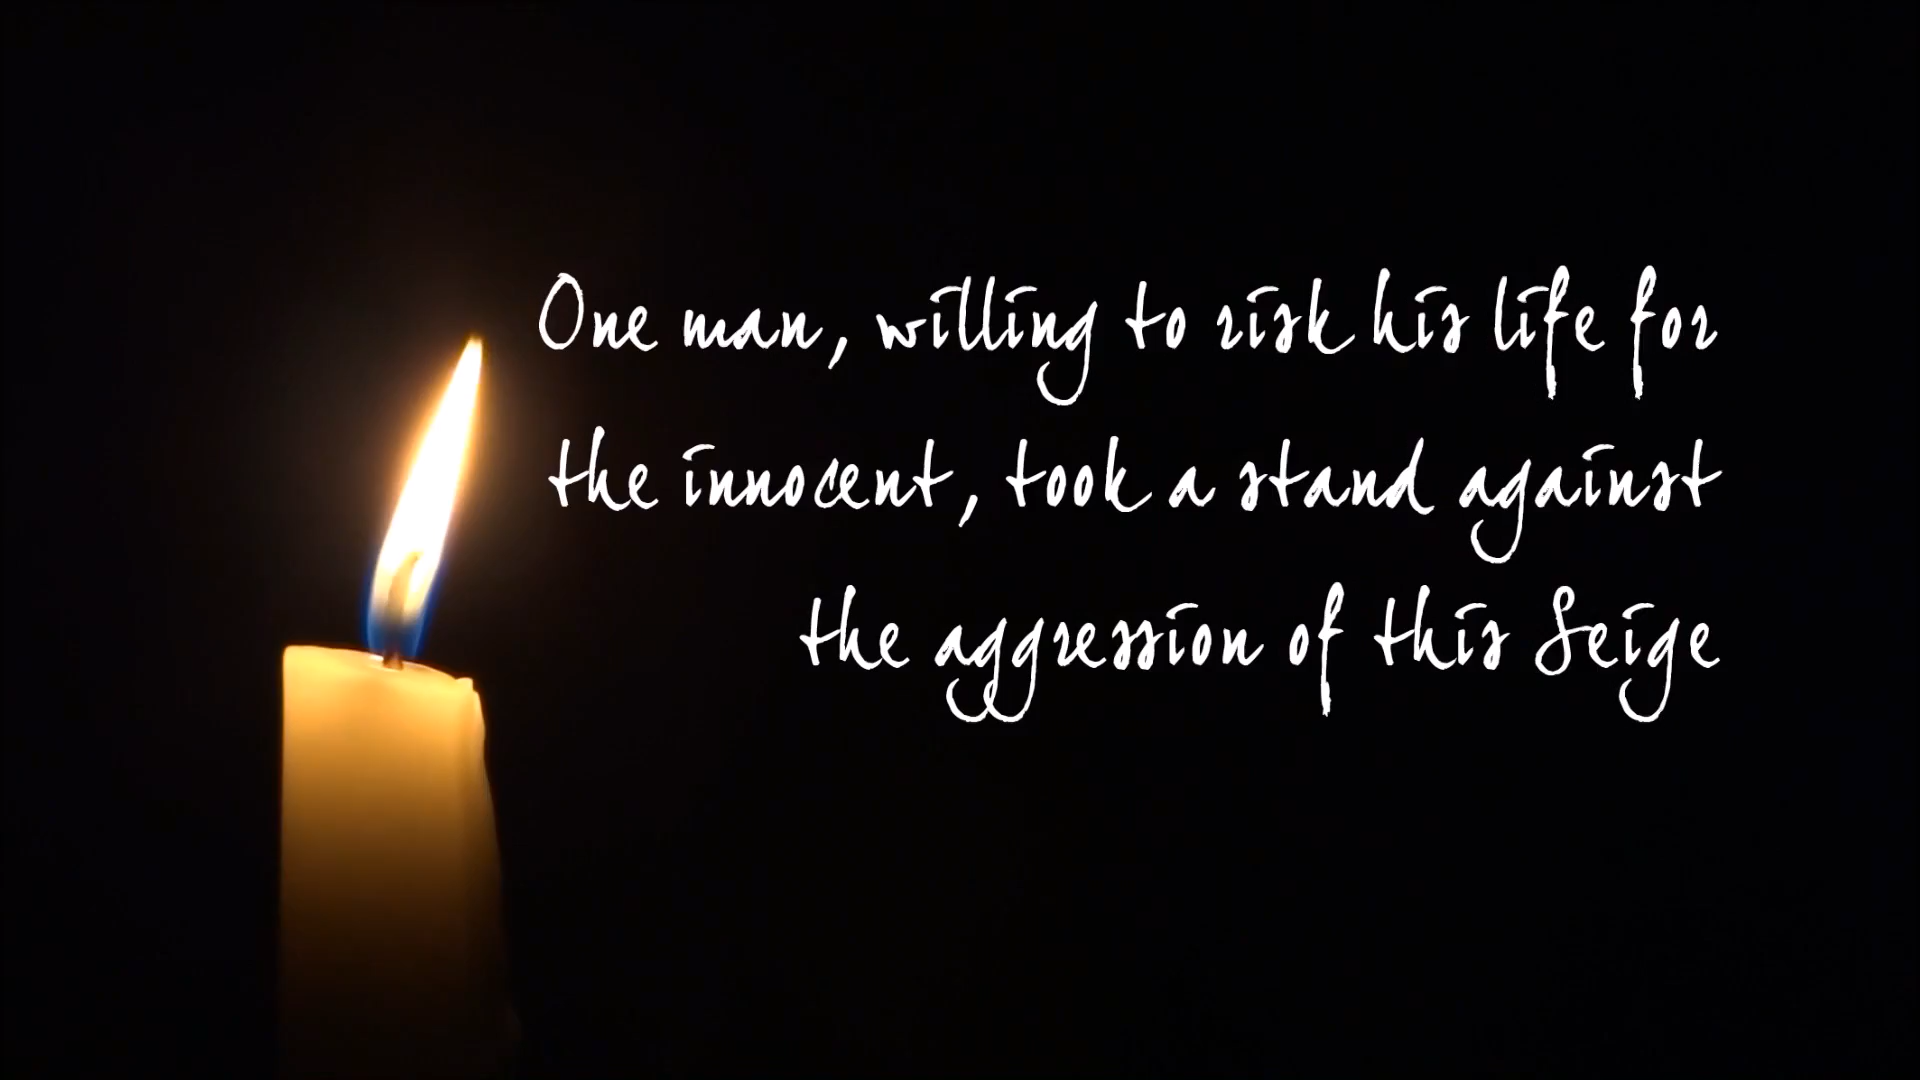 One man, willing to risk his life for
the innocent, took a stand against
the aggression of this Seige